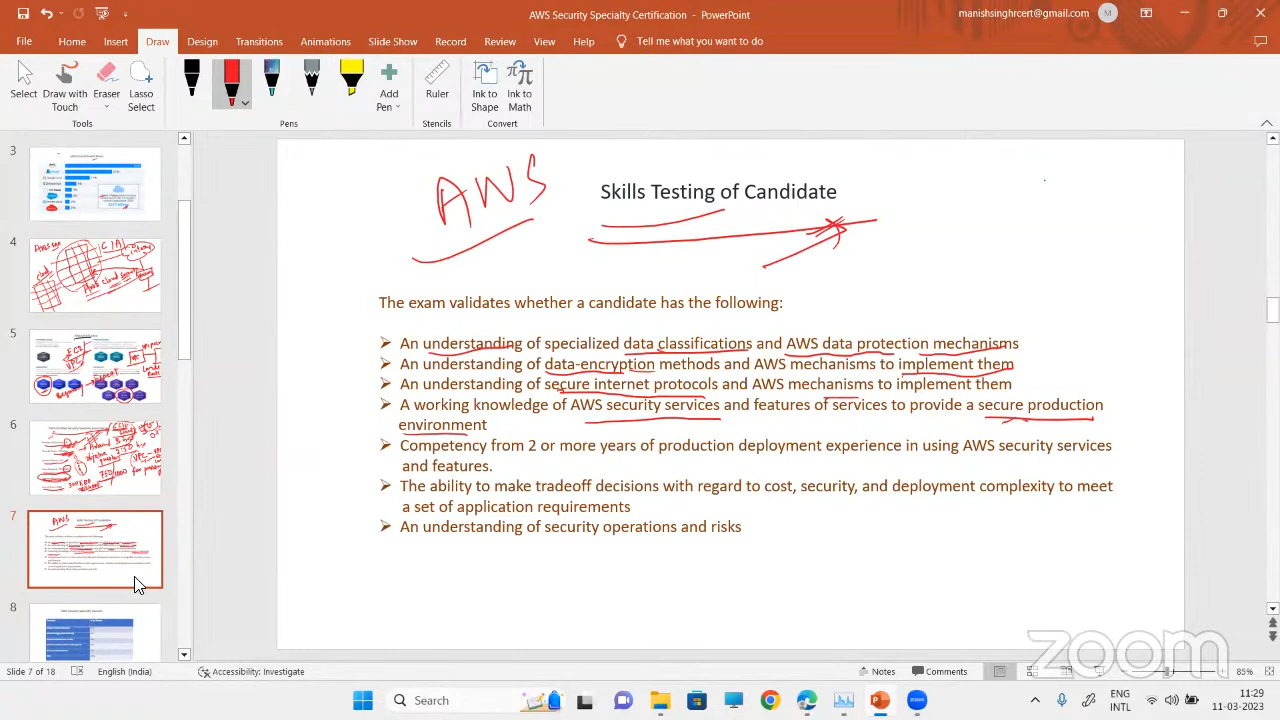 AWS Security Specialty Certification - PowerPoint
manishsinghrcert@gmail.com
M
File Home Insert Draw Design Transitions Animations Slide Show Record Review View Help Tell me what you want to do
Select
Draw with Touch
Eraser
Lasso Select
Add Pen
Ruler
Ink to Shape
Ink to Math
Tools
Pens
Stencils
Convert
3
4
5
7
8
AWS
Skills Testing of Candidate
The exam validates whether a candidate has the following:
An understanding of specialized data classifications and AWS data protection mechanisms
An understanding of data-encryption methods and AWS mechanisms to implement them
An understanding of secure internet protocols and AWS mechanisms to implement them
A working knowledge of AWS security services and features of services to provide a secure production
environment
Competency from 2 or more years of production deployment experience in using AWS security services
and features.
The ability to make tradeoff decisions with regard to cost, security, and deployment complexity to meet
a set of application requirements
An understanding of security operations and risks
zoom
Slide 7 of 18 English (India) Accessibility: Investigate Notes Comments 85%
Search
ENG
INTL
11:29
11-03-2023